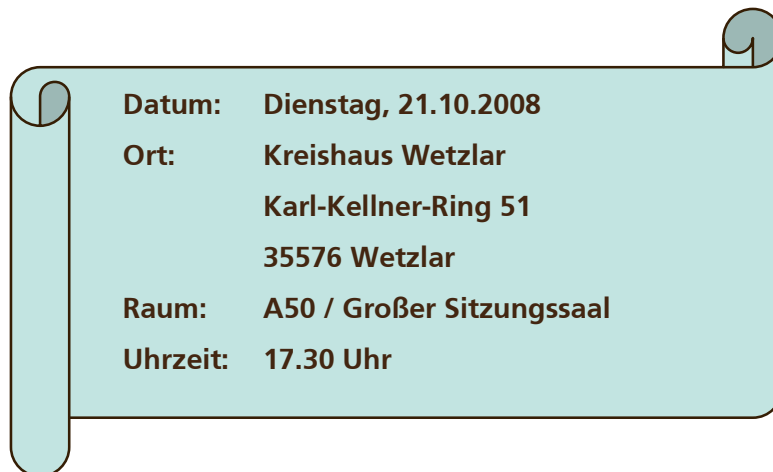 Datum: Dienstag, 21.10.2008
Ort: Kreishaus Wetzlar
Karl-Kellner-Ring 51
35576 Wetzlar
Raum: A50 / Großer Sitzungssaal
Uhrzeit: 17.30 Uhr